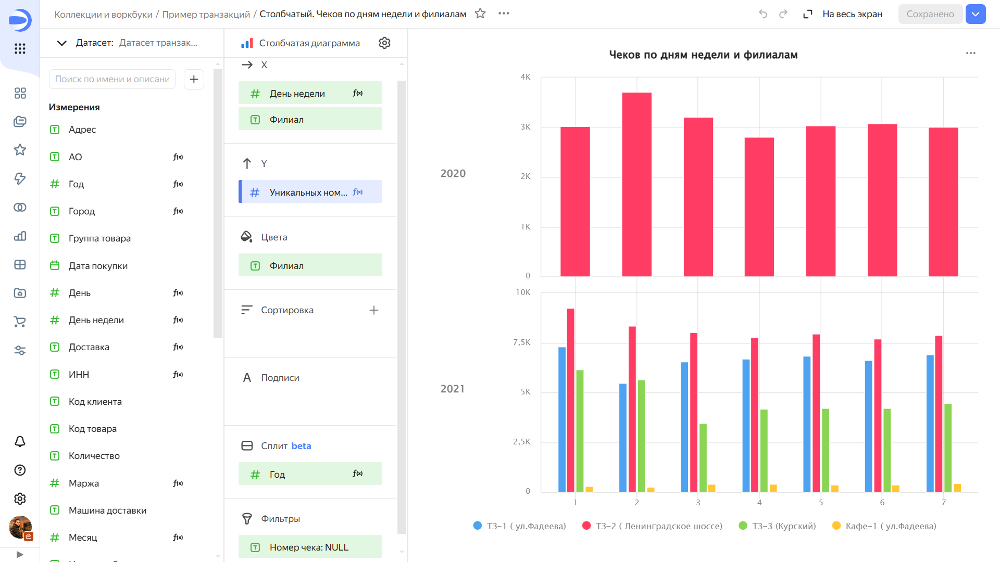 Коллекции и воркбуки / Пример транзакций / Столбчатый. Чеков по дням недели и филиалам
На весь экран
Сохранено
Датасет: Датасет транзак...
Поиск по имени и описани
Измерения
Адрес
АО f(x)
Год f(x)
Город f(x)
Группа товара
Дата покупки
День f(x)
День недели f(x)
Доставка f(x)
ИНН f(x)
Код клиента
Код товара
Количество
Маржа f(x)
Машина доставки
Месяц f(x)
Столбчатая диаграмма
X
День недели f(x)
Филиал
Y
Уникальных ном... f(x)
Цвета
Филиал
Сортировка
Подписи
Сплит beta
Год f(x)
Фильтры
Номер чека: NULL
Чеков по дням недели и филиалам
2020
4K
3K
2K
1K
0
2021
10K
7,5K
5K
2,5K
0
1 2 3 4 5 6 7
ТЗ-1 ( ул.Фадеева) ТЗ-2 ( Ленинградское шоссе) ТЗ-3 (Курский) Кафе-1 ( ул.Фадеева)